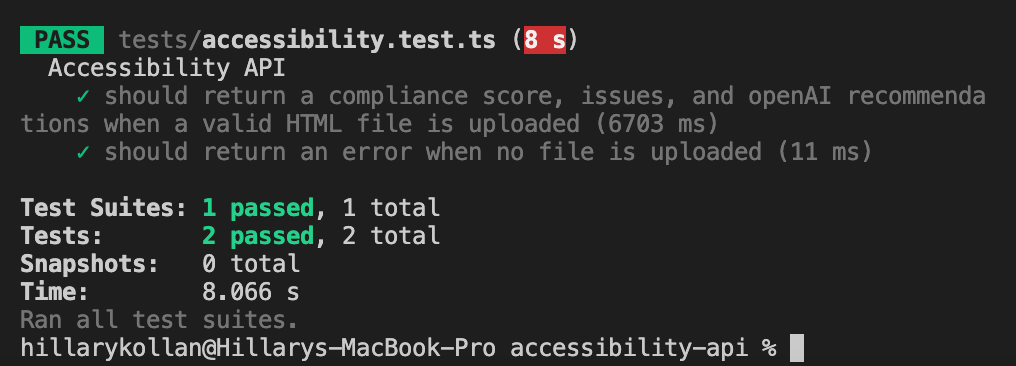 PASS tests/accessibility.test.ts (8 s)
Accessibility API
✓ should return a compliance score, issues, and openAI recommenda
tions when a valid HTML file is uploaded (6703 ms)
✓ should return an error when no file is uploaded (11 ms)
Test Suites: 1 passed, 1 total
Tests: 2 passed, 2 total
Snapshots: 0 total
Time: 8.066 s
Ran all test suites.
hillarykollan@Hillarys-MacBook-Pro accessibility-api %